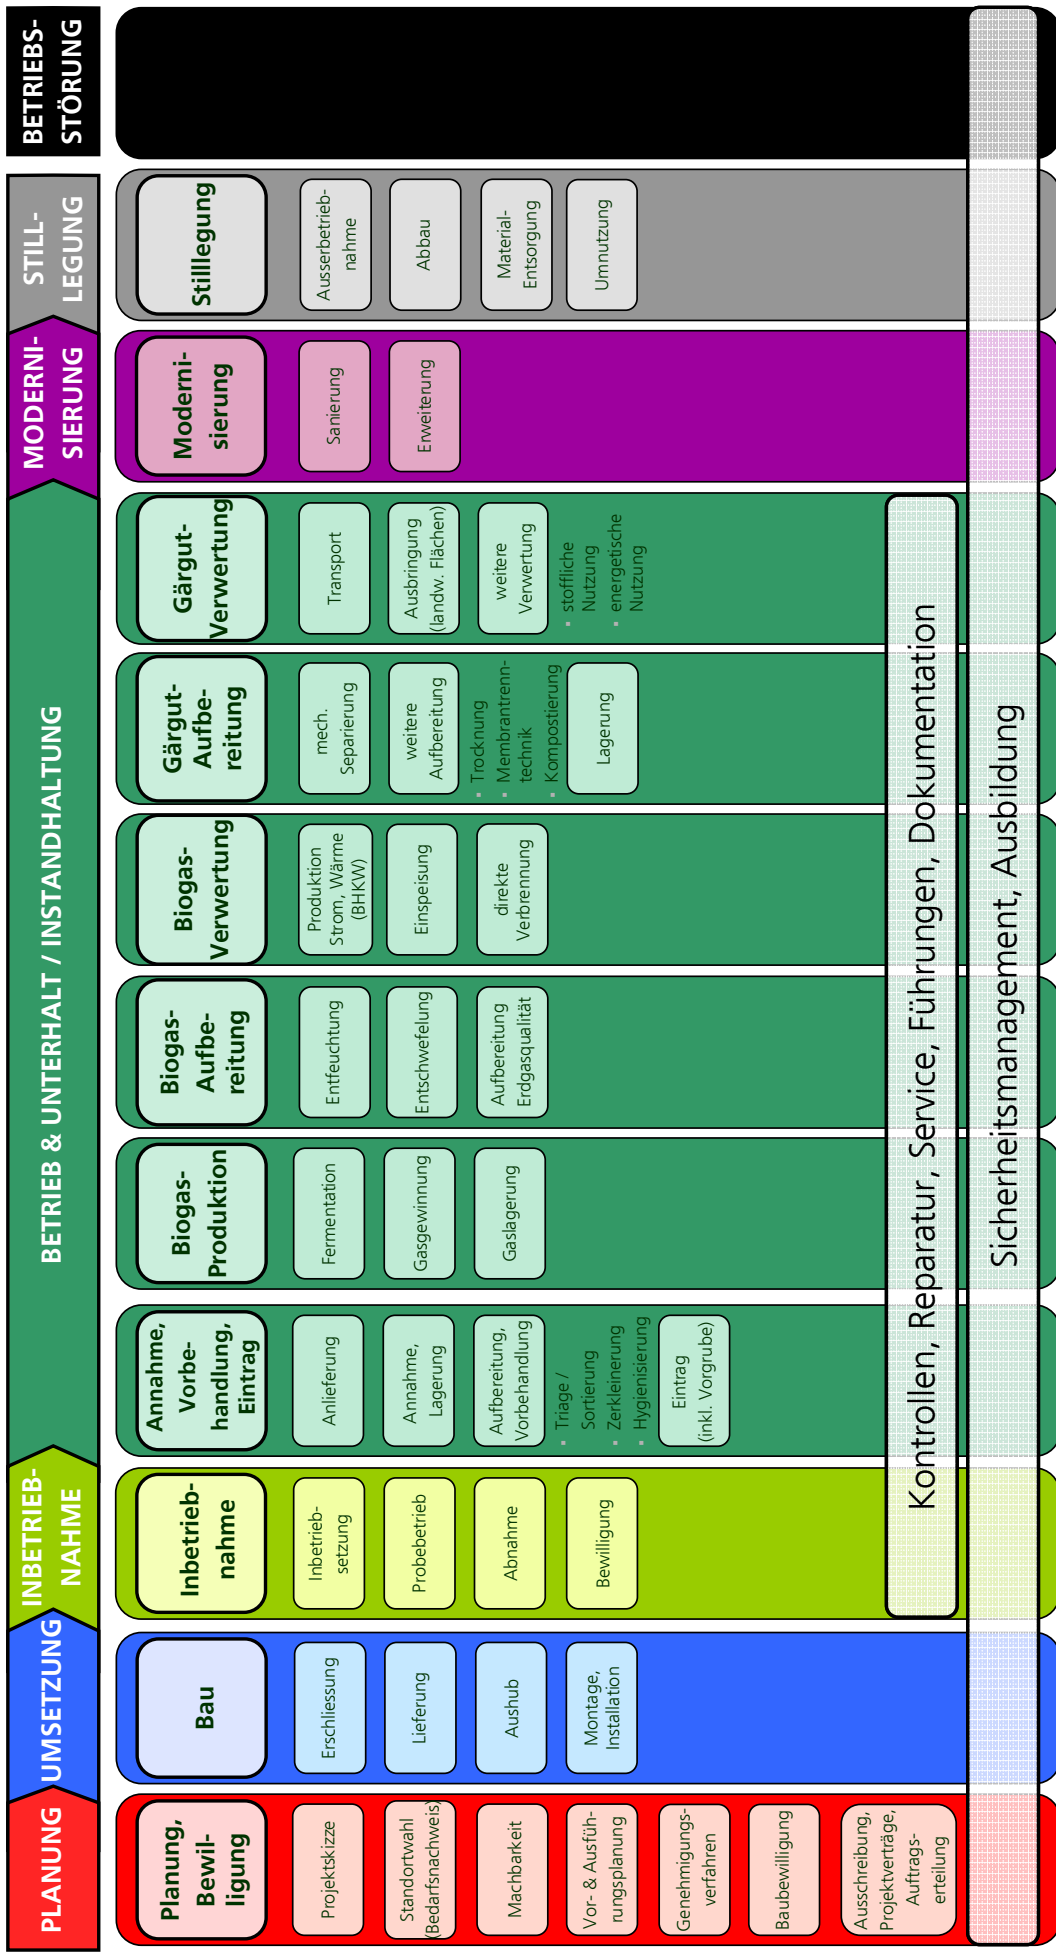 PLANUNG
UMSETZUNG
INBETRIEB-
NAHME
BETRIEB & UNTERHALT / INSTANDHALTUNG
MODERNI-
SIERUNG
STILL-
LEGUNG
BETRIEBS-
STÖRUNG
Planung,
Bewil-
ligung
Projektskizze
Standortwahl
(Bedarfsnachweis)
Machbarkeit
Vor- & Ausfüh-
rungsplanung
Genehmigungs-
verfahren
Baubewilligung
Ausschreibung,
Projektverträge,
Auftrags-
erteilung
Bau
Erschliessung
Lieferung
Aushub
Montage,
Installation
Inbetrieb-
nahme
Inbetrieb-
setzung
Probebetrieb
Abnahme
Bewilligung
Annahme,
Vorbe-
handlung,
Eintrag
Anlieferung
Annahme,
Lagerung
Aufbereitung,
Vorbehandlung
▪ Triage /
Sortierung
▪ Zerkleinerung
▪ Hygienisierung
Eintrag
(inkl. Vorgrube)
Biogas-
Produktion
Fermentation
Gasgewinnung
Gaslagerung
Biogas-
Aufbe-
reitung
Entfeuchtung
Entschwefelung
Aufbereitung
Erdgasqualität
Biogas-
Verwertung
Produktion
Strom, Wärme
(BHKW)
Einspeisung
direkte
Verbrennung
Gärgut-
Aufbe-
reitung
mech.
Separierung
weitere
Aufbereitung
▪ Trocknung
▪ Membrantrenn-
technik
▪ Kompostierung
Lagerung
Gärgut-
Verwertung
Transport
Ausbringung
(landw. Flächen)
weitere
Verwertung
▪ stoffliche
Nutzung
▪ energetische
Nutzung
Moderni-
sierung
Sanierung
Erweiterung
Stilllegung
Ausserbetrieb-
nahme
Abbau
Material-
Entsorgung
Umnutzung
Kontrollen, Reparatur, Service, Führungen, Dokumentation
Sicherheitsmanagement, Ausbildung